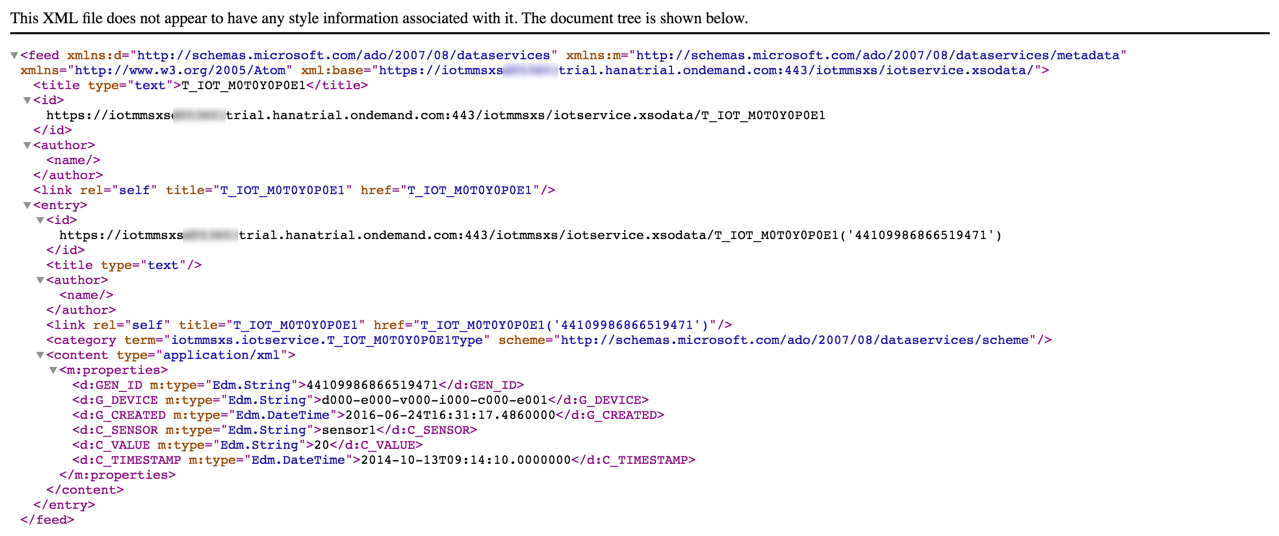 This XML file does not appear to have any style information associated with it. The document tree is shown below.
<feed xmlns:d="http://schemas.microsoft.com/ado/2007/08/dataservices" xmlns:m="http://schemas.microsoft.com/ado/2007/08/dataservices/metadata"
xmlns="http://www.w3.org/2005/Atom" xml:base="https://iotmmsxs trial.hanatrial.ondemand.com:443/iotmmsxs/iotservice.xsodata/">
<title type="text">T_IOT_M0T0Y0P0E1</title>
<id>
https://iotmmsxs trial.hanatrial.ondemand.com:443/iotmmsxs/iotservice.xsodata/T_IOT_M0T0Y0P0E1
</id>
<author>
<name/>
</author>
<link rel="self" title="T_IOT_M0T0Y0P0E1" href="T_IOT_M0T0Y0P0E1"/>
<entry>
<id>
https://iotmmsxs trial.hanatrial.ondemand.com:443/iotmmsxs/iotservice.xsodata/T_IOT_M0T0Y0P0E1('44109986866519471')
</id>
<title type="text"/>
<author>
<name/>
</author>
<link rel="self" title="T_IOT_M0T0Y0P0E1" href="T_IOT_M0T0Y0P0E1('44109986866519471')"/>
<category term="iotmmsxs.iotservice.T_IOT_M0T0Y0P0E1Type" scheme="http://schemas.microsoft.com/ado/2007/08/dataservices/scheme"/>
<content type="application/xml">
<m:properties>
<d:GEN_ID m:type="Edm.String">44109986866519471</d:GEN_ID>
<d:G_DEVICE m:type="Edm.String">d000-e000-v000-i000-c000-e001</d:G_DEVICE>
<d:G_CREATED m:type="Edm.DateTime">2016-06-24T16:31:17.4860000</d:G_CREATED>
<d:C_SENSOR m:type="Edm.String">sensor1</d:C_SENSOR>
<d:C_VALUE m:type="Edm.String">20</d:C_VALUE>
<d:C_TIMESTAMP m:type="Edm.DateTime">2014-10-13T09:14:10.0000000</d:C_TIMESTAMP>
</m:properties>
</content>
</entry>
</feed>